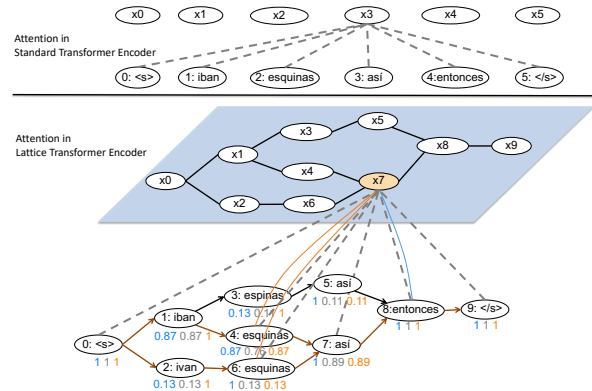 x0 x1 x2 x3 x4 x5
Attention in
Standard Transformer Encoder
0: <s> 1: iban 2: esquinas 3: así 4:entonces 5: </s>
Attention in
Lattice Transformer Encoder
x5
x3
x1 x8 x9
x4
x0 x7
x2 x6
3: espinas 5: así
0.13 0.11 1 1 0.11 0.11
1: iban 8:entonces 9: </s>
0.87 0.87 1 4: esquinas 1 1 1 1 1 1
0: <s> 0.87 0.76 0.87 7: así
1 1 1 2: ivan 6: esquinas 1 0.89 0.89
0.13 0.13 1 1 0.13 0.13